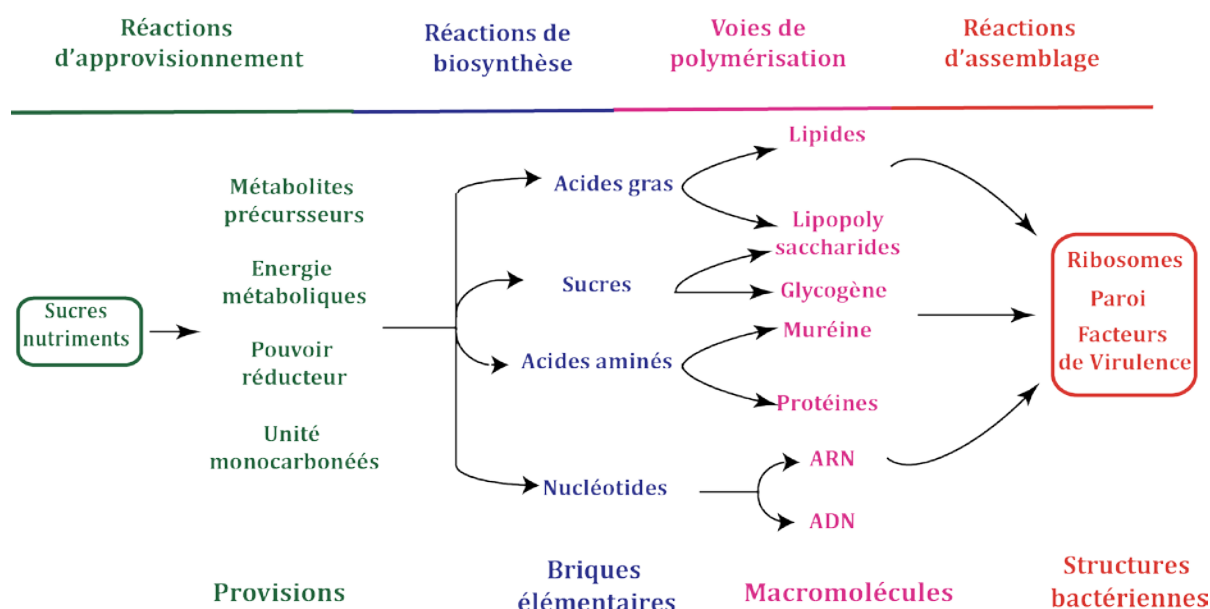 Réactions
d'approvisionnement
Réactions de
biosynthèse
Voies de
polymérisation
Réactions
d'assemblage
Sucres
nutriments
Métabolites
précursseurs
Energie
métaboliques
Pouvoir
réducteur
Unité
monocarbonéés
Acides gras
Sucres
Acides aminés
Nucléotides
Lipides
Lipopoly
saccharides
Glycogène
Muréine
Protéines
ARN
ADN
Ribosomes
Paroi
Facteurs
de Virulence
Provisions
Briques
élémentaires
Macromolécules
Structures
bactériennes